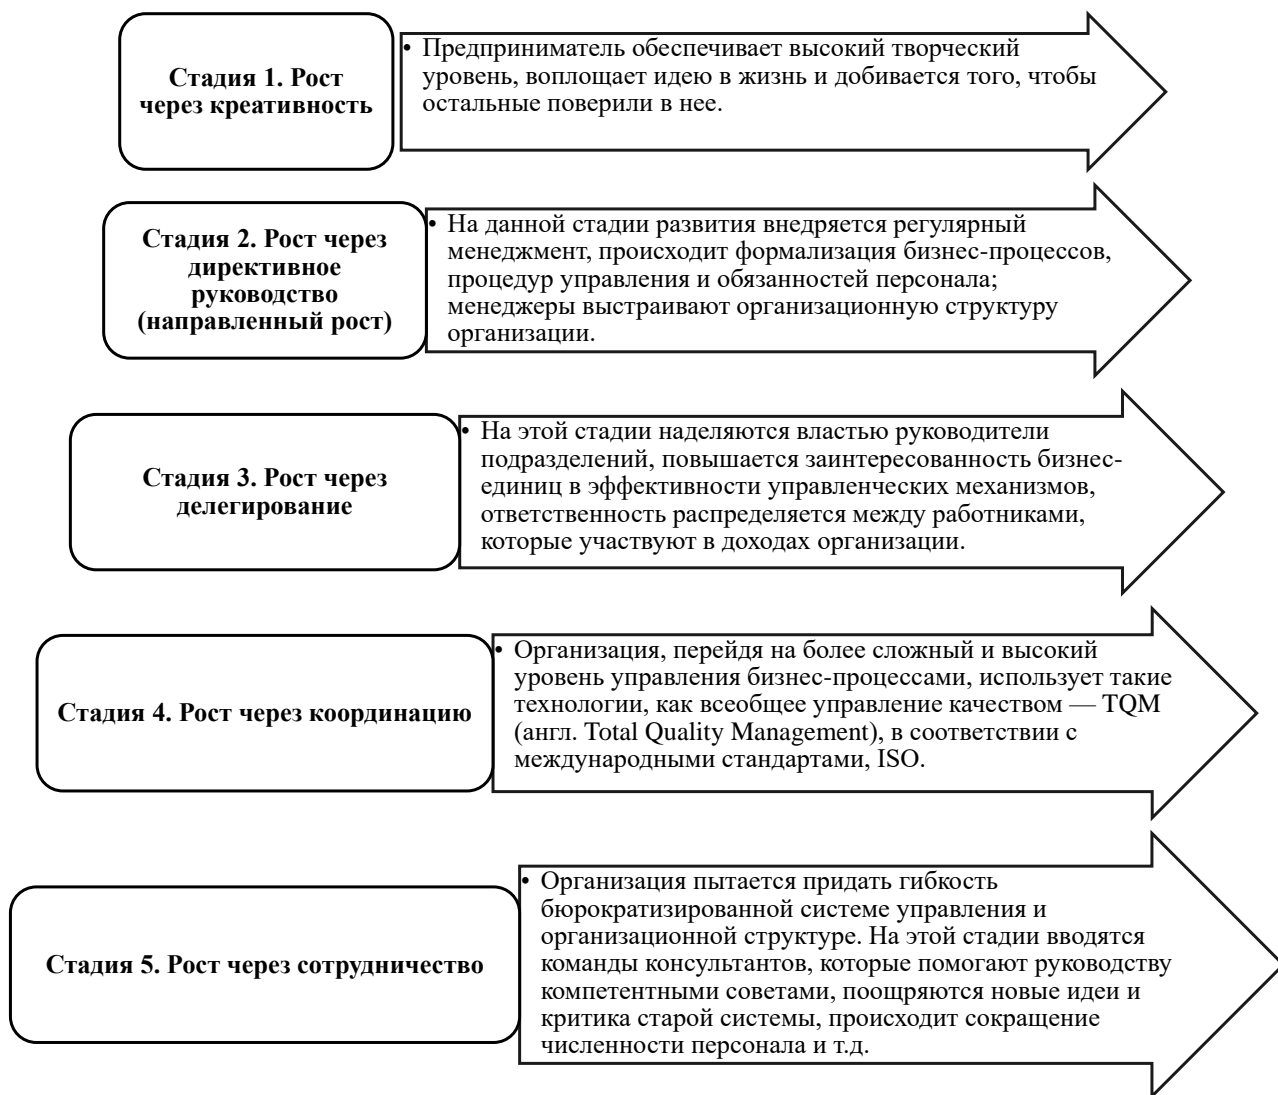 Стадия 1. Рост
через креативность
• Предприниматель обеспечивает высокий творческий
уровень, воплощает идею в жизнь и добивается того, чтобы
остальные поверили в нее.
Стадия 2. Рост через
директивное
руководство
(направленный рост)
• На данной стадии развития внедряется регулярный
менеджмент, происходит формализация бизнес-процессов,
процедур управления и обязанностей персонала;
менеджеры выстраивают организационную структуру
организации.
Стадия 3. Рост через
делегирование
• На этой стадии наделяются властью руководители
подразделений, повышается заинтересованность бизнес-
единиц в эффективности управленческих механизмов,
ответственность распределяется между работниками,
которые участвуют в доходах организации.
Стадия 4. Рост через координацию
• Организация, перейдя на более сложный и высокий
уровень управления бизнес-процессами, использует такие
технологии, как всеобщее управление качеством — TQM
(англ. Total Quality Management), в соответствии с
международными стандартами, ISO.
Стадия 5. Рост через сотрудничество
• Организация пытается придать гибкость
бюрократизированной системе управления и
организационной структуре. На этой стадии вводятся
команды консультантов, которые помогают руководству
компетентными советами, поощряются новые идеи и
критика старой системы, происходит сокращение
численности персонала и т.д.